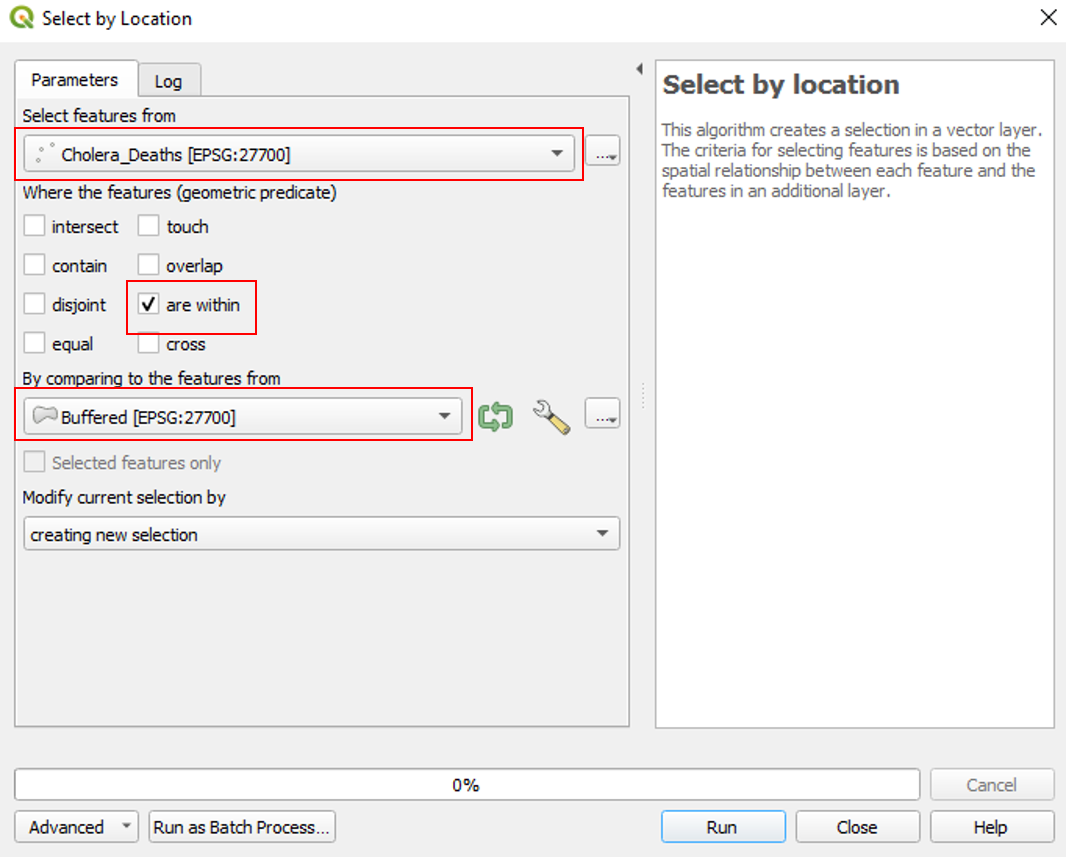 Select by Location
Parameters
Log
Select features from
Cholera_Deaths [EPSG:27700]
...
Where the features (geometric predicate)
intersect
touch
contain
overlap
disjoint
are within
equal
cross
By comparing to the features from
Buffered [EPSG:27700]
...
Selected features only
Modify current selection by
creating new selection
Select by location
This algorithm creates a selection in a vector layer.
The criteria for selecting features is based on the
spatial relationship between each feature and the
features in an additional layer.
0%
Cancel
Advanced
Run as Batch Process...
Run
Close
Help